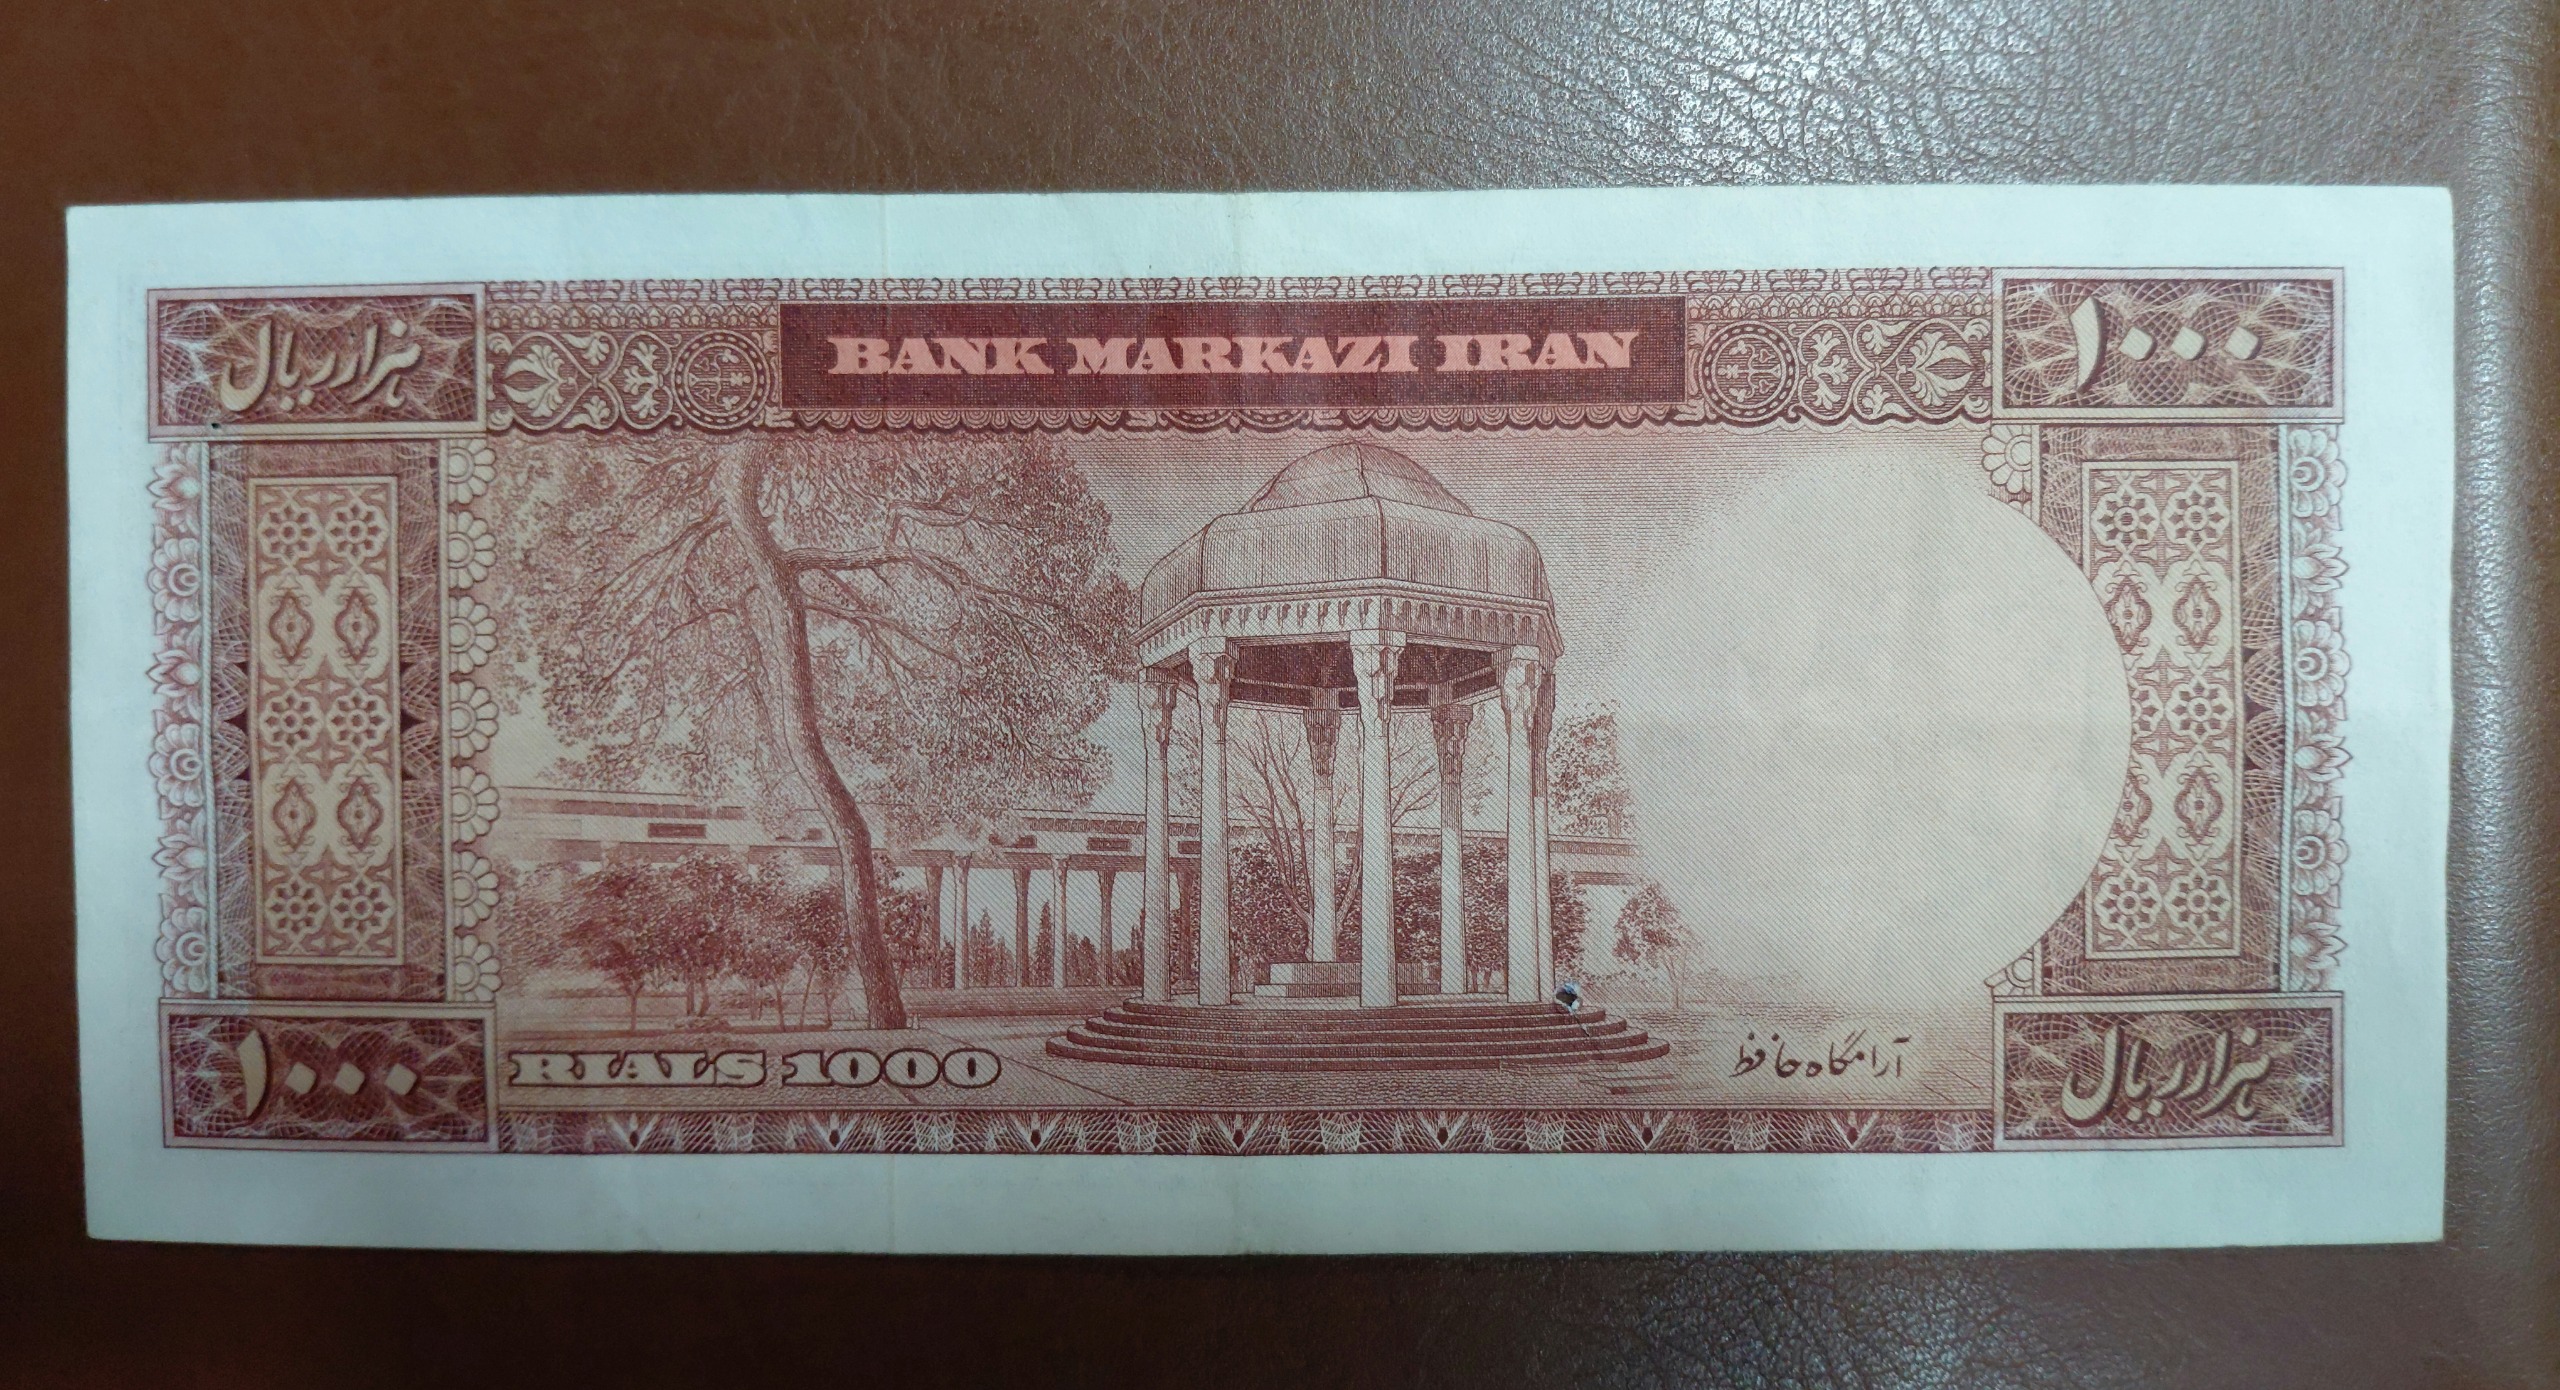 هزار ریال
BANK MARKAZI IRAN
۱۰۰۰
۱۰۰۰
RIALS 1000
آرامگاه حافظ
هزار ریال